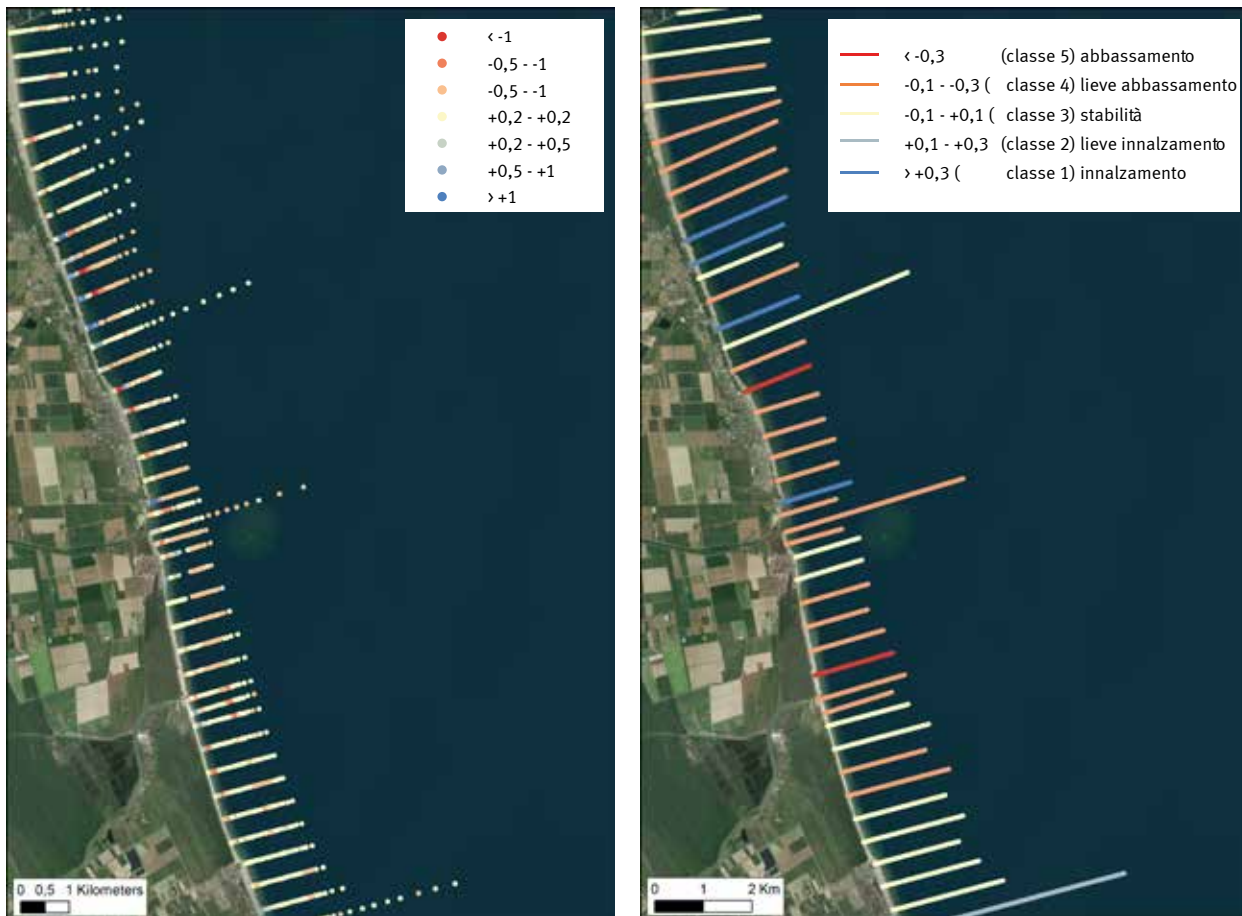 < -1
-0,5 - -1
-0,5 - -1
+0,2 - +0,2
+0,2 - +0,5
+0,5 - +1
> +1
0 0,5 1 Kilometers
< -0,3 (classe 5) abbassamento
-0,1 - -0,3 ( classe 4) lieve abbassamento
-0,1 - +0,1 ( classe 3) stabilità
+0,1 - +0,3 (classe 2) lieve innalzamento
> +0,3 ( classe 1) innalzamento
0 1 2 Km